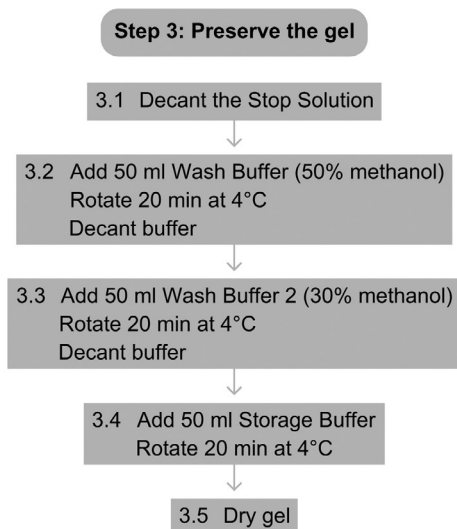 Step 3: Preserve the gel
3.1 Decant the Stop Solution
3.2 Add 50 ml Wash Buffer (50% methanol)
Rotate 20 min at 4°C
Decant buffer
3.3 Add 50 ml Wash Buffer 2 (30% methanol)
Rotate 20 min at 4°C
Decant buffer
3.4 Add 50 ml Storage Buffer
Rotate 20 min at 4°C
3.5 Dry gel